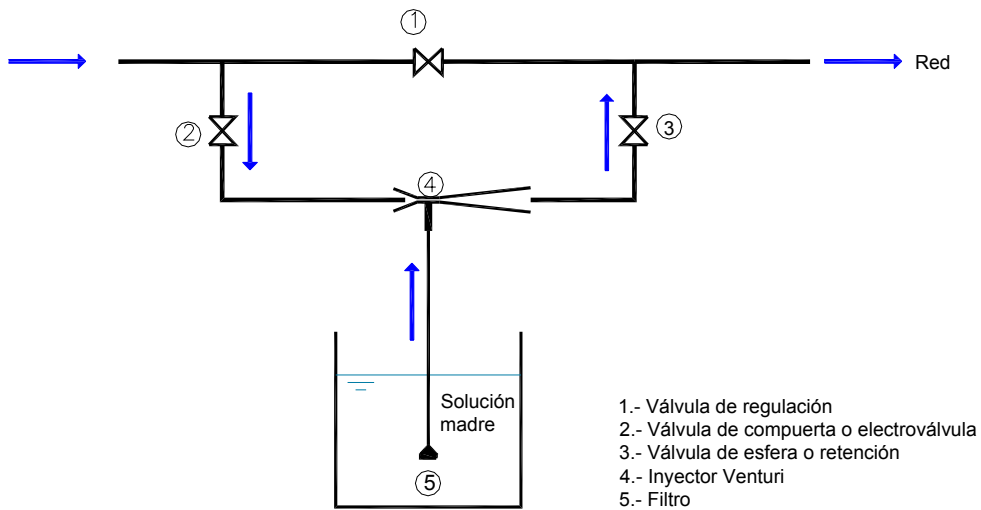 1
Red
2
3
4
Solución
madre
5
1.- Válvula de regulación
2.- Válvula de compuerta o electroválvula
3.- Válvula de esfera o retención
4.- Inyector Venturi
5.- Filtro